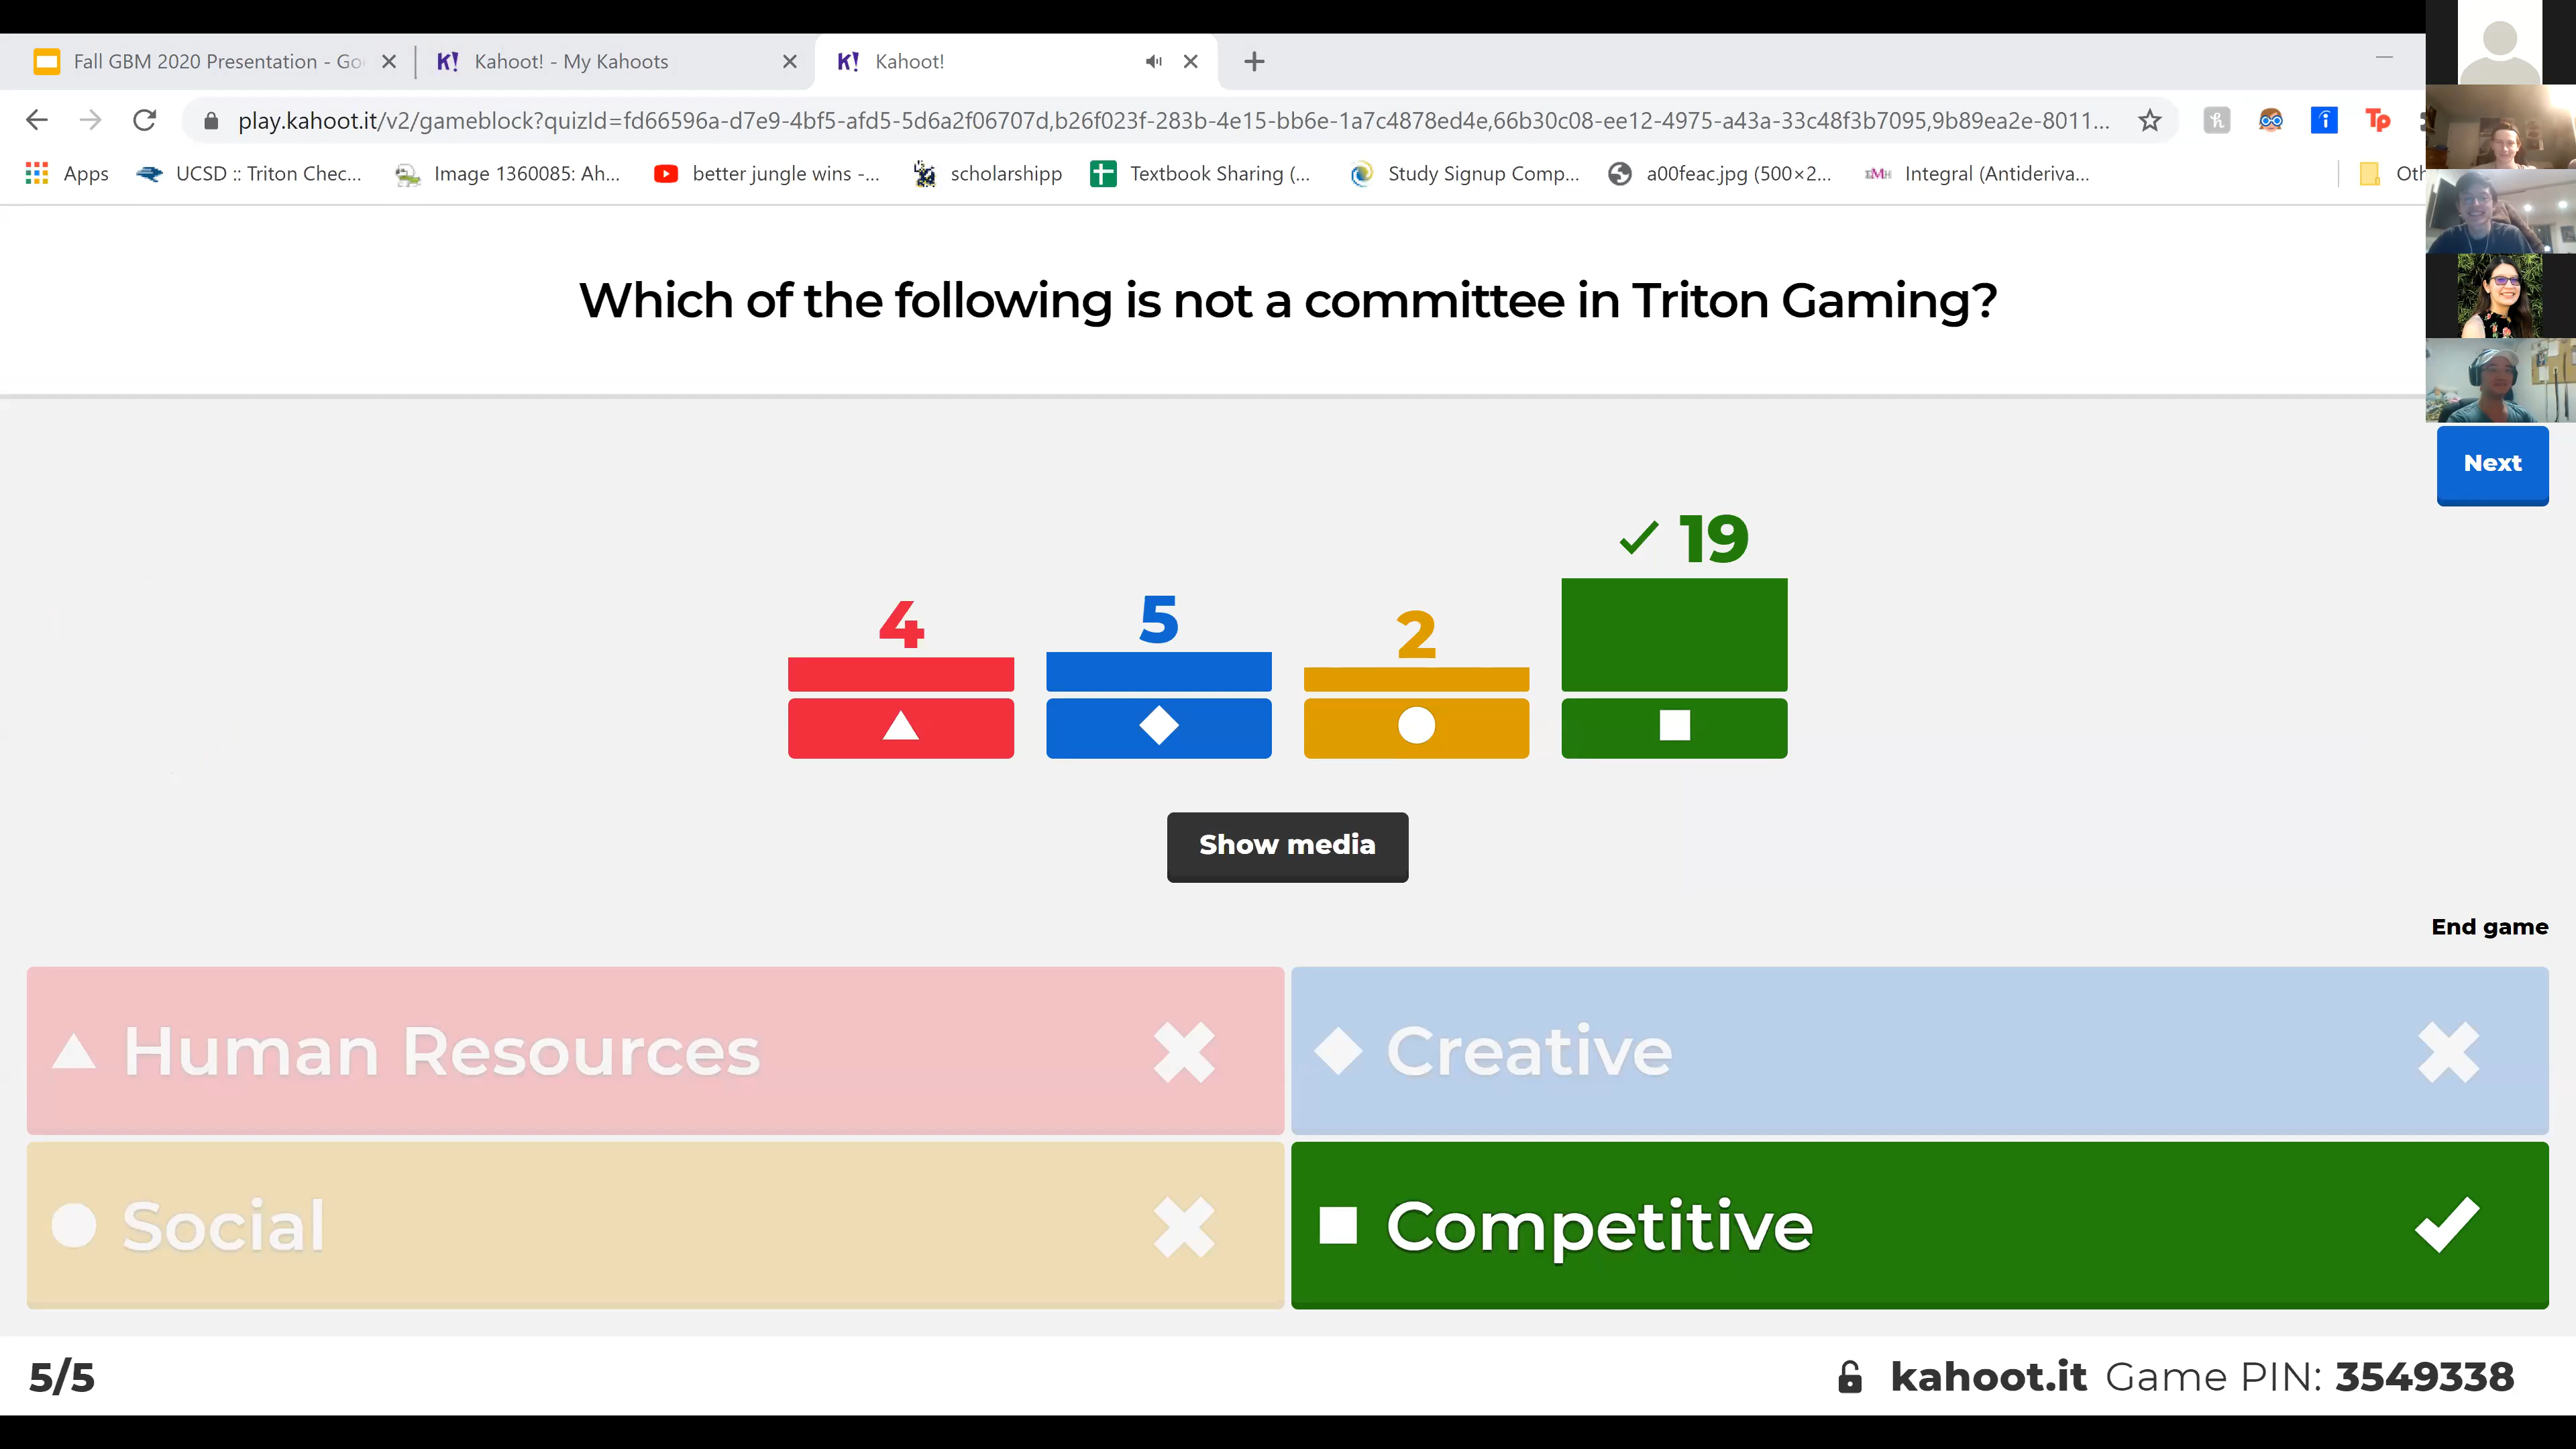 Fall GBM 2020 Presentation - Go
K! Kahoot! - My Kahoots
K! Kahoot!
play.kahoot.it/v2/gameblock?quizId=fd66596a-d7e9-4bf5-afd5-5d6a2f06707d,b26f023f-283b-4e15-bb6e-1a7c4878ed4e,66b30c08-ee12-4975-a43a-33c48f3b7095,9b89ea2e-8011...
h
i
Tp
Apps
UCSD :: Triton Chec...
Image 1360085: Ah...
better jungle wins -...
scholarshipp
Textbook Sharing (...
Study Signup Comp...
a00feac.jpg (500×2...
Integral (Antideriva...
Oth
Which of the following is not a committee in Triton Gaming?
Next
4
5
2
19
Show media
End game
Human Resources
Creative
Social
Competitive
5/5
kahoot.it Game PIN: 3549338